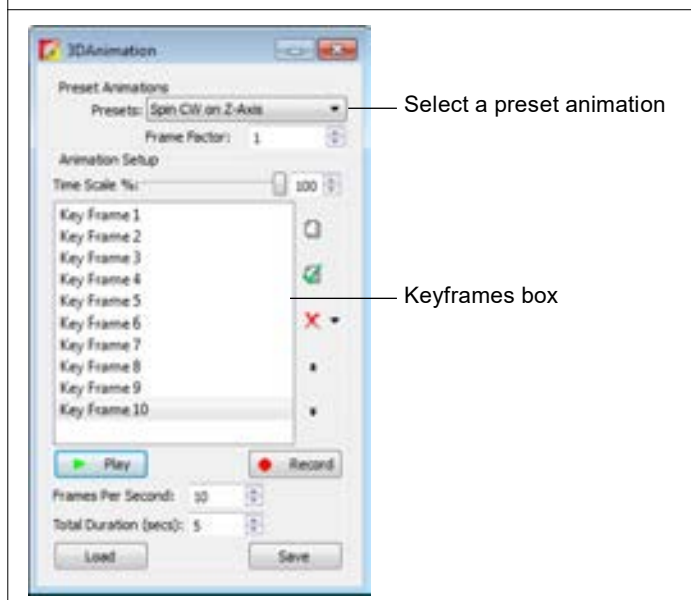 3DAnimation
Preset Animations
Presets: Spin CW on Z-Axis
Select a preset animation
Frame Factor: 1
Animation Setup
Time Scale %: 100
Key Frame 1
Key Frame 2
Key Frame 3
Key Frame 4
Key Frame 5
Keyframes box
Key Frame 6
Key Frame 7
Key Frame 8
Key Frame 9
Key Frame 10
Play Record
Frames Per Second: 10
Total Duration (secs): 5
Load Save